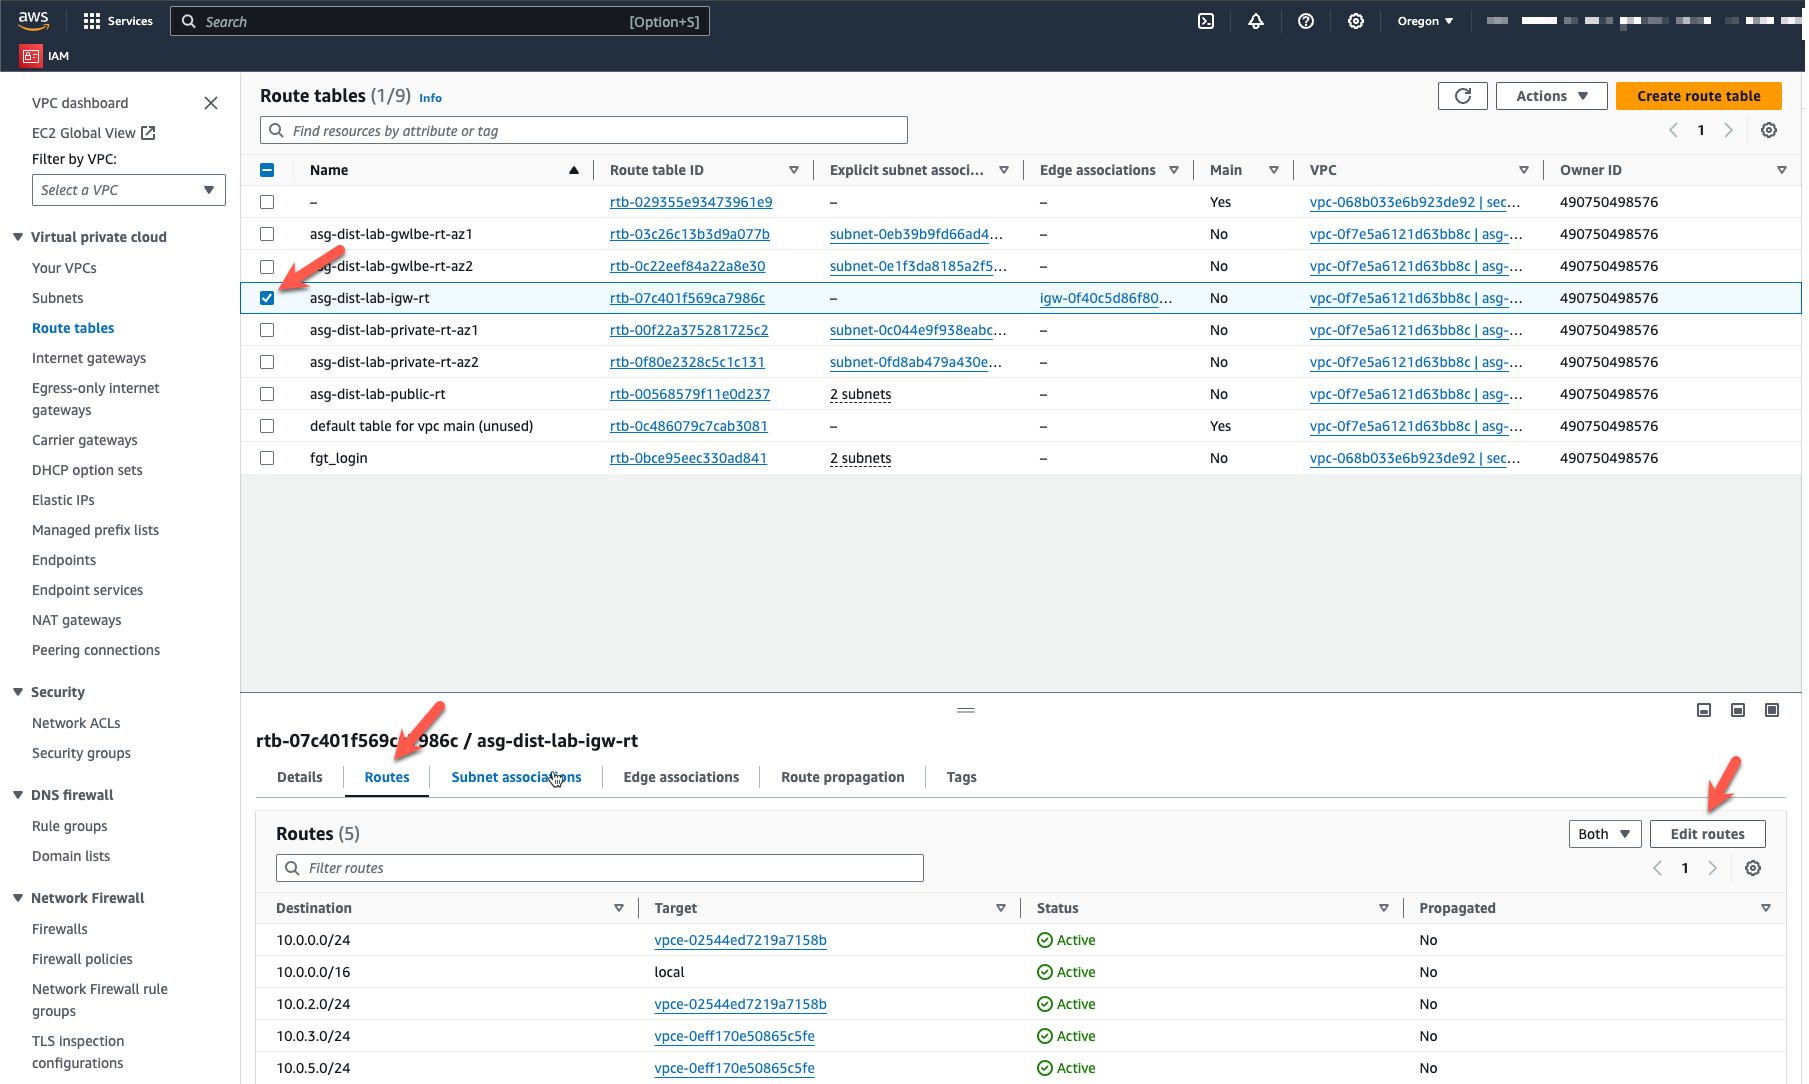 aws Services Search [Option+S] Oregon
IAM
VPC dashboard
EC2 Global View
Filter by VPC:
Select a VPC
Virtual private cloud
Your VPCs
Subnets
Route tables
Internet gateways
Egress-only internet
gateways
Carrier gateways
DHCP option sets
Elastic IPs
Managed prefix lists
Endpoints
Endpoint services
NAT gateways
Peering connections
Security
Network ACLs
Security groups
DNS firewall
Rule groups
Domain lists
Network Firewall
Firewalls
Firewall policies
Network Firewall rule
groups
TLS inspection
configurations
Route tables (1/9) Info Actions Create route table
Find resources by attribute or tag 1
Name Route table ID Explicit subnet associ... Edge associations Main VPC Owner ID
– rtb-029355e93473961e9 – – Yes vpc-068b033e6b923de92 | sec... 490750498576
asg-dist-lab-gwlbe-rt-az1 rtb-03c26c13b3d9a077b subnet-0eb39b9fd66ad4... – No vpc-0f7e5a6121d63bb8c | asg-... 490750498576
sg-dist-lab-gwlbe-rt-az2 rtb-0c22eef84a22a8e30 subnet-0e1f3da8185a2f5... – No vpc-0f7e5a6121d63bb8c | asg-... 490750498576
asg-dist-lab-igw-rt rtb-07c401f569ca7986c – igw-0f40c5d86f80... No vpc-0f7e5a6121d63bb8c | asg-... 490750498576
asg-dist-lab-private-rt-az1 rtb-00f22a375281725c2 subnet-0c044e9f938eabc... – No vpc-0f7e5a6121d63bb8c | asg-... 490750498576
asg-dist-lab-private-rt-az2 rtb-0f80e2328c5c1c131 subnet-0fd8ab479a430e... – No vpc-0f7e5a6121d63bb8c | asg-... 490750498576
asg-dist-lab-public-rt rtb-00568579f11e0d237 2 subnets – No vpc-0f7e5a6121d63bb8c | asg-... 490750498576
default table for vpc main (unused) rtb-0c486079c7cab3081 – – Yes vpc-0f7e5a6121d63bb8c | asg-... 490750498576
fgt_login rtb-0bce95eec330ad841 2 subnets – No vpc-068b033e6b923de92 | sec... 490750498576
rtb-07c401f569c 986c / asg-dist-lab-igw-rt
Details Routes Subnet associations Edge associations Route propagation Tags
Routes (5) Both Edit routes
Filter routes 1
Destination Target Status Propagated
10.0.0.0/24 vpce-02544ed7219a7158b Active No
10.0.0.0/16 local Active No
10.0.2.0/24 vpce-02544ed7219a7158b Active No
10.0.3.0/24 vpce-0eff170e50865c5fe Active No
10.0.5.0/24 vpce-0eff170e50865c5fe Active No